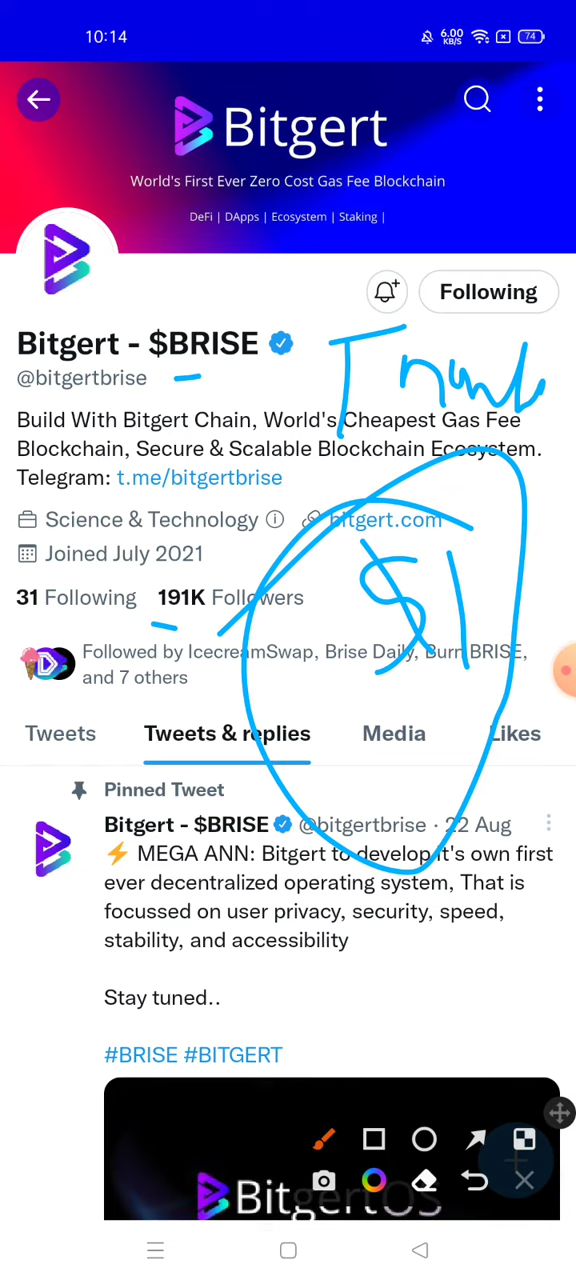 10:14
6.00
KB/S
74
Bitgert
World's First Ever Zero Cost Gas Fee Blockchain
DeFi | DApps | Ecosystem | Staking |
Following
Bitgert - $BRISE
@bitgertbrise
Build With Bitgert Chain, World's Cheapest Gas Fee
Blockchain, Secure & Scalable Blockchain Ecosystem.
Telegram: t.me/bitgertbrise
Science & Technology bitgert.com
Joined July 2021
$1
31 Following 191K Followers
Followed by IcecreamSwap, Brise Daily, Burn BRISE,
and 7 others
Tweets Tweets & replies Media Likes
Pinned Tweet
Bitgert - $BRISE @bitgertbrise · 22 Aug
⚡ MEGA ANN: Bitgert to develop it's own first
ever decentralized operating system, That is
focussed on user privacy, security, speed,
stability, and accessibility
Stay tuned..
#BRISE #BITGERT
BitgertOS